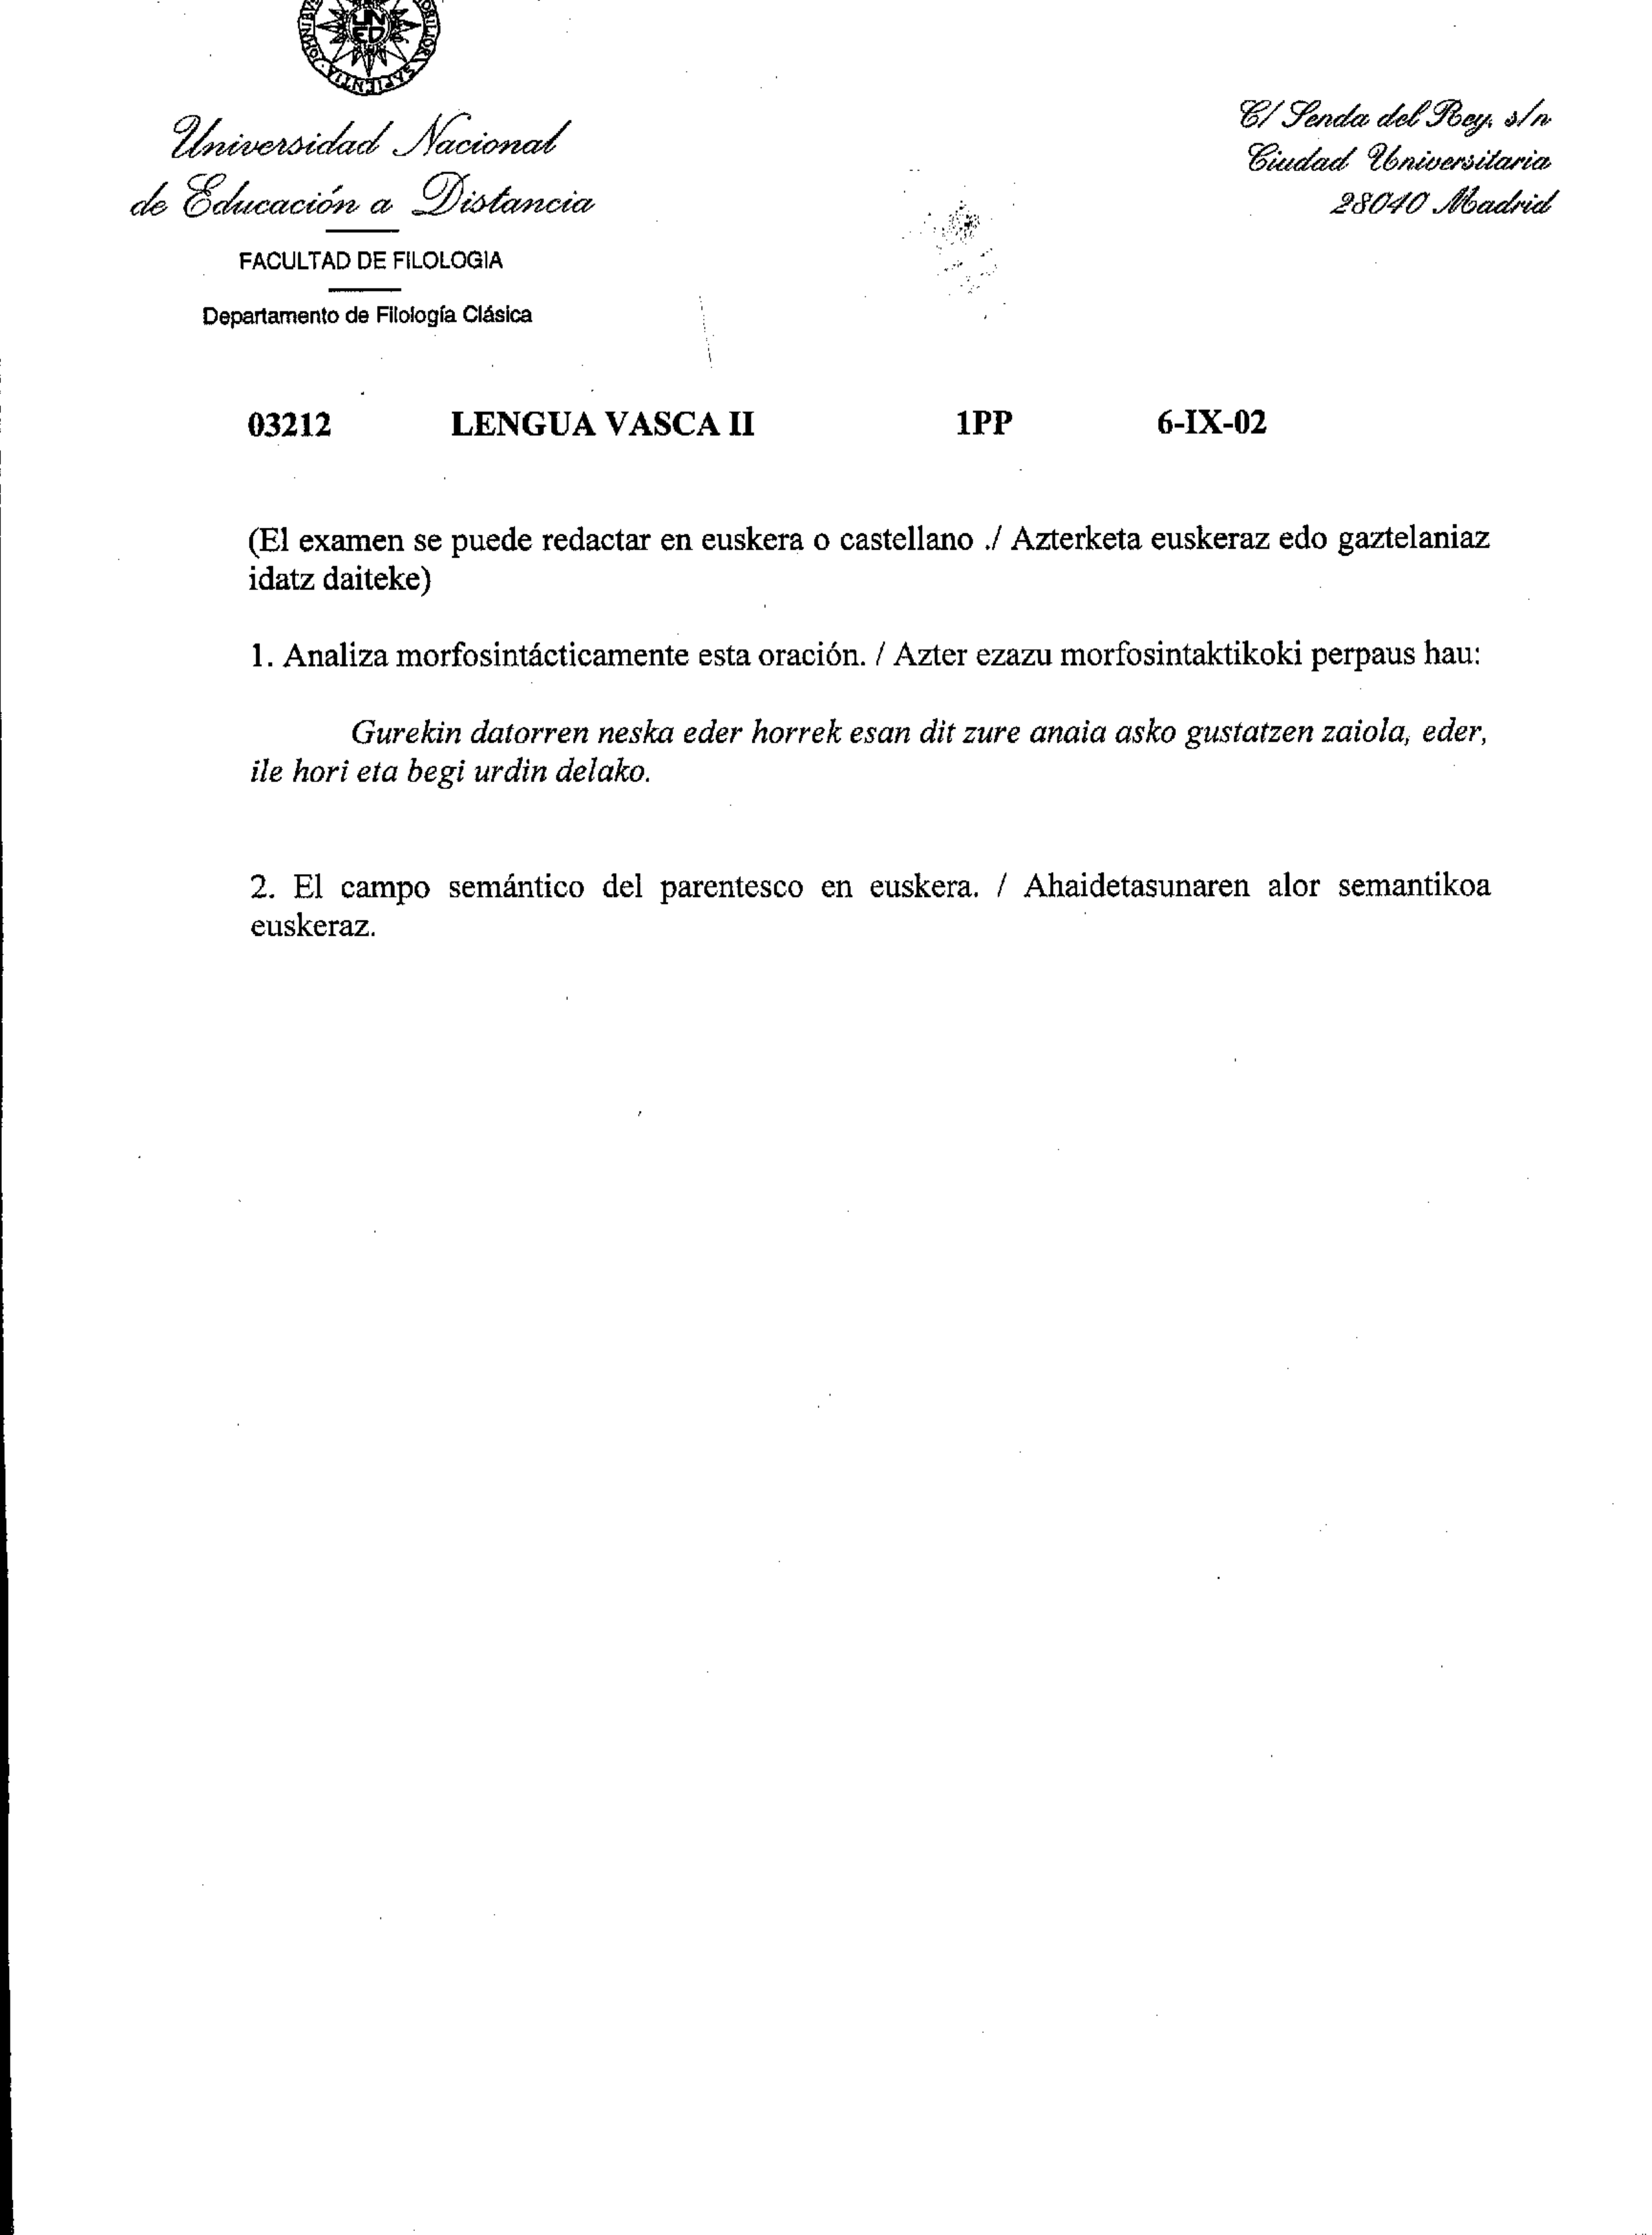 UN
ED
SAPIENTIA
Universidad Nacional
de Educación a Distancia
FACULTAD DE FILOLOGIA
Departamento de Filología Clásica
C/ Senda del Rey, s/n
Ciudad Universitaria
28040 Madrid
03212 LENGUA VASCA II 1PP 6-IX-02
(El examen se puede redactar en euskera o castellano ./ Azterketa euskeraz edo gaztelaniaz
idatz daiteke)
1. Analiza morfosintácticamente esta oración. / Azter ezazu morfosintaktikoki perpaus hau:
Gurekin datorren neska eder horrek esan dit zure anaia asko gustatzen zaiola, eder,
ile hori eta begi urdin delako.
2. El campo semántico del parentesco en euskera. / Ahaidetasunaren alor semantikoa
euskeraz.